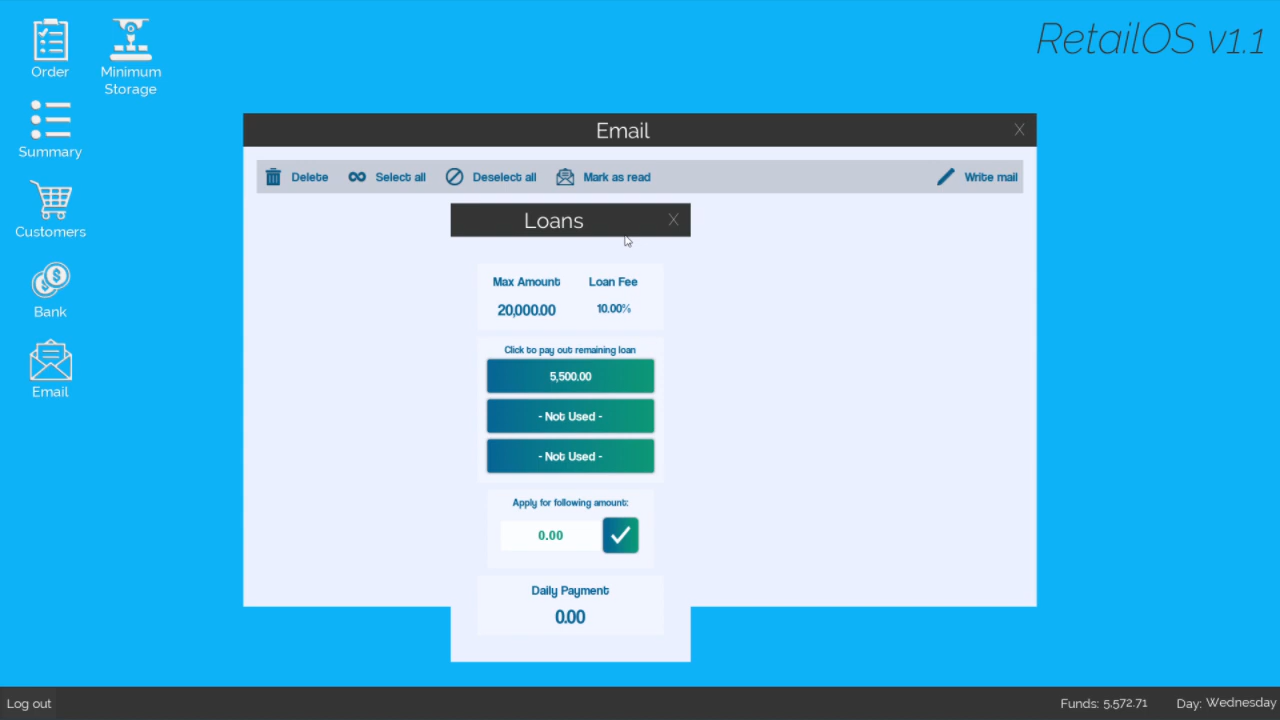 RetailOS v1.1
Order
Minimum
Storage
Summary
Customers
Bank
Email
Email
X
Delete
Select all
Deselect all
Mark as read
Write mail
Loans
X
Max Amount
Loan Fee
20,000.00
10.00%
Click to pay out remaining loan
5,500.00
- Not Used -
- Not Used -
Apply for following amount:
0.00
Daily Payment
0.00
Log out
Funds: 5,572.71
Day: Wednesday